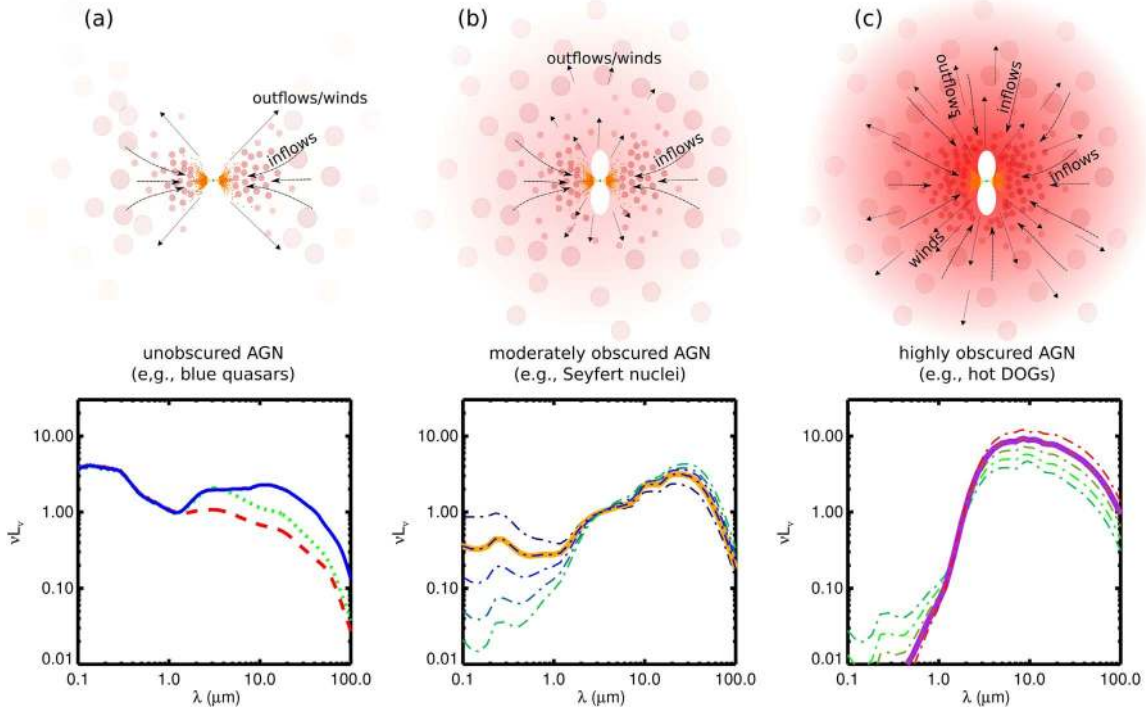 (a)
outflows/winds
inflows
(b)
outflows/winds
inflows
(c)
outflows
inflows
inflows
winds
unobscured AGN
(e,g., blue quasars)
moderately obscured AGN
(e.g., Seyfert nuclei)
highly obscured AGN
(e.g., hot DOGs)
νLν
10.00
1.00
0.10
0.01
0.1 1.0 10.0 100.0
λ (μm)
νLν
10.00
1.00
0.10
0.01
0.1 1.0 10.0 100.0
λ (μm)
νLν
10.00
1.00
0.10
0.01
0.1 1.0 10.0 100.0
λ (μm)